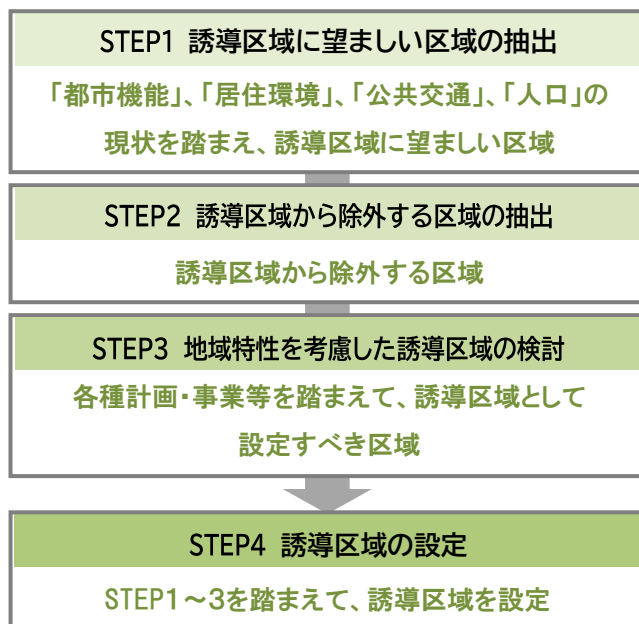 STEP1 誘導区域に望ましい区域の抽出
「都市機能」、「居住環境」、「公共交通」、「人口」の
現状を踏まえ、誘導区域に望ましい区域
STEP2 誘導区域から除外する区域の抽出
誘導区域から除外する区域
STEP3 地域特性を考慮した誘導区域の検討
各種計画・事業等を踏まえて、誘導区域として
設定すべき区域
STEP4 誘導区域の設定
STEP1～3を踏まえて、誘導区域を設定